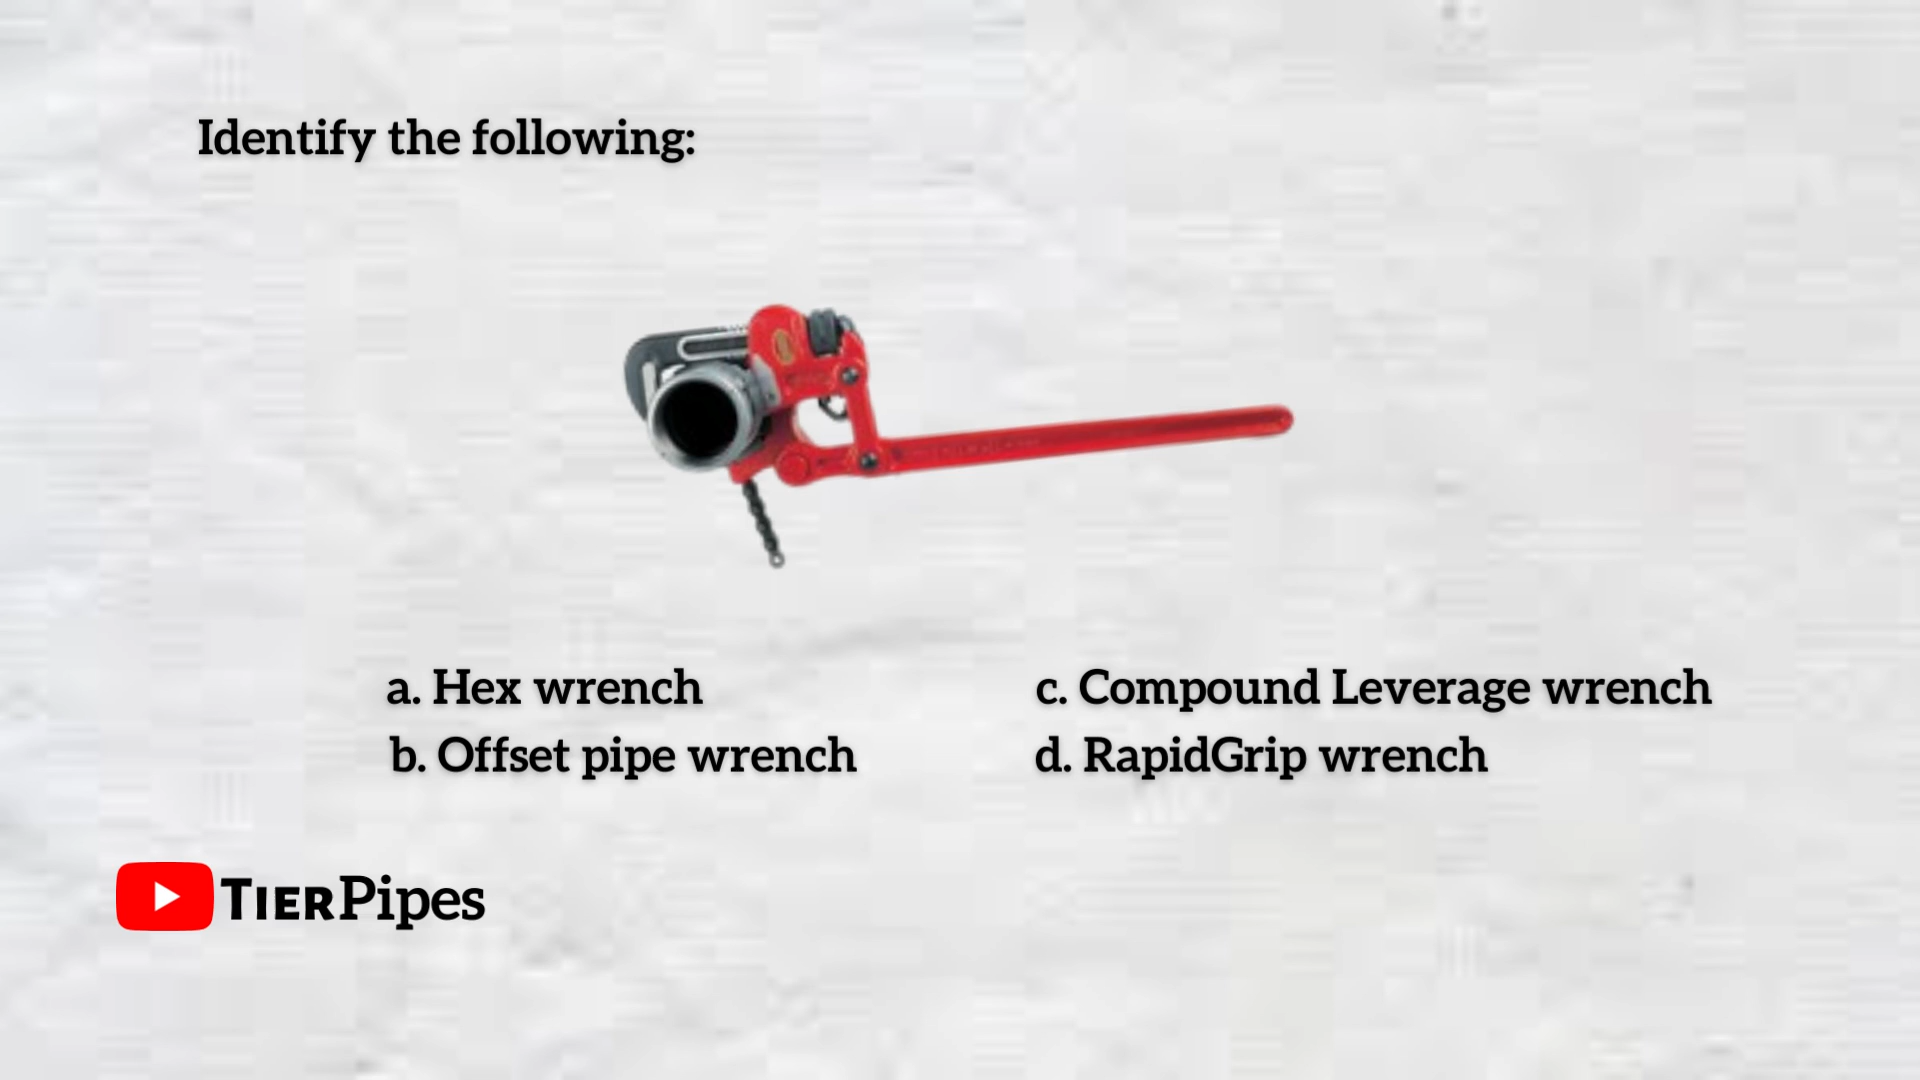 Identify the following:
a. Hex wrench
b. Offset pipe wrench
c. Compound Leverage wrench
d. RapidGrip wrench
TierPipes